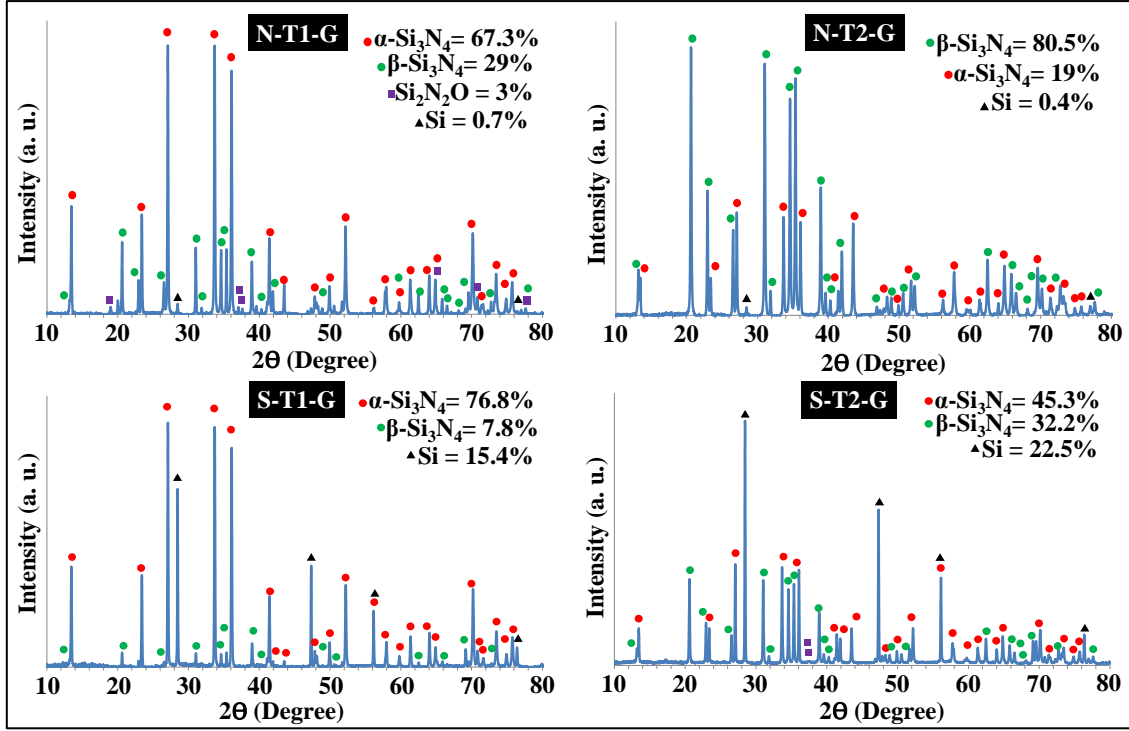 N-T1-G
α-Si₃N₄= 67.3%
β-Si₃N₄= 29%
Si₂N₂O = 3%
Si = 0.7%
Intensity (a. u.)
10 20 30 40 50 60 70 80
2Θ (Degree)
N-T2-G
β-Si₃N₄= 80.5%
α-Si₃N₄= 19%
Si = 0.4%
Intensity (a. u.)
10 20 30 40 50 60 70 80
2Θ (Degree)
S-T1-G
α-Si₃N₄= 76.8%
β-Si₃N₄= 7.8%
Si = 15.4%
Intensity (a. u.)
10 20 30 40 50 60 70 80
2Θ (Degree)
S-T2-G
α-Si₃N₄= 45.3%
β-Si₃N₄= 32.2%
Si = 22.5%
Intensity (a. u.)
10 20 30 40 50 60 70 80
2Θ (Degree)